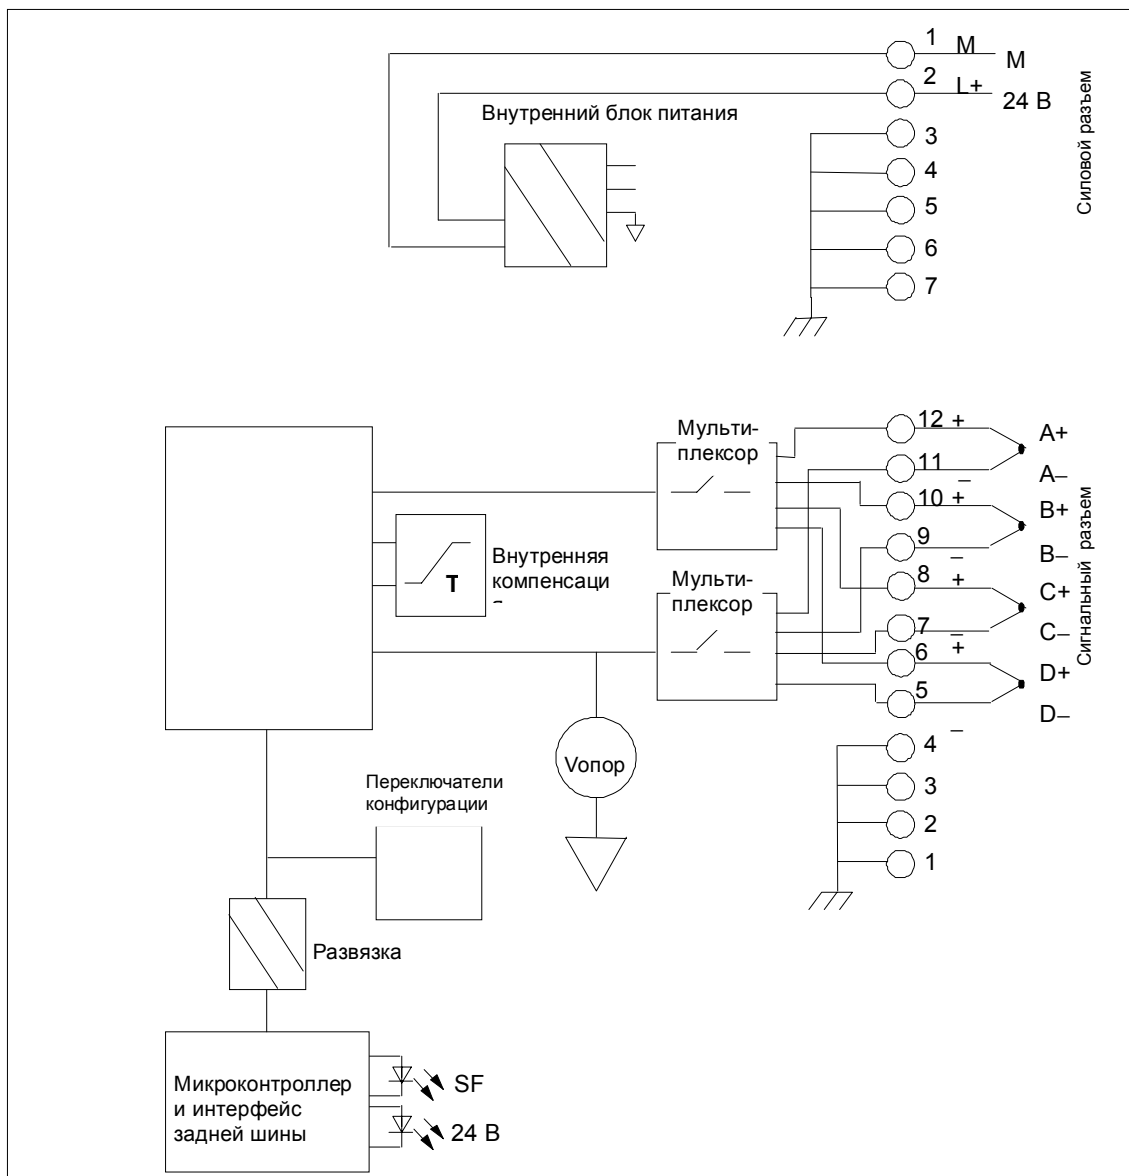 1 M M
2 L+ 24 В
Внутренний блок питания
3
4
5
6
7
Силовой разъем
Мульти-
плексор
12 + A+
11 – A–
10 + B+
9 – B–
8 + C+
7 – C–
6 + D+
5 – D–
4
3
2
1
Сигнальный разъем
T
Внутренняя
компенсаци
Мульти-
плексор
Vопор
Переключатели
конфигурации
Развязка
Микроконтроллер
и интерфейс
задней шины
SF
24 В